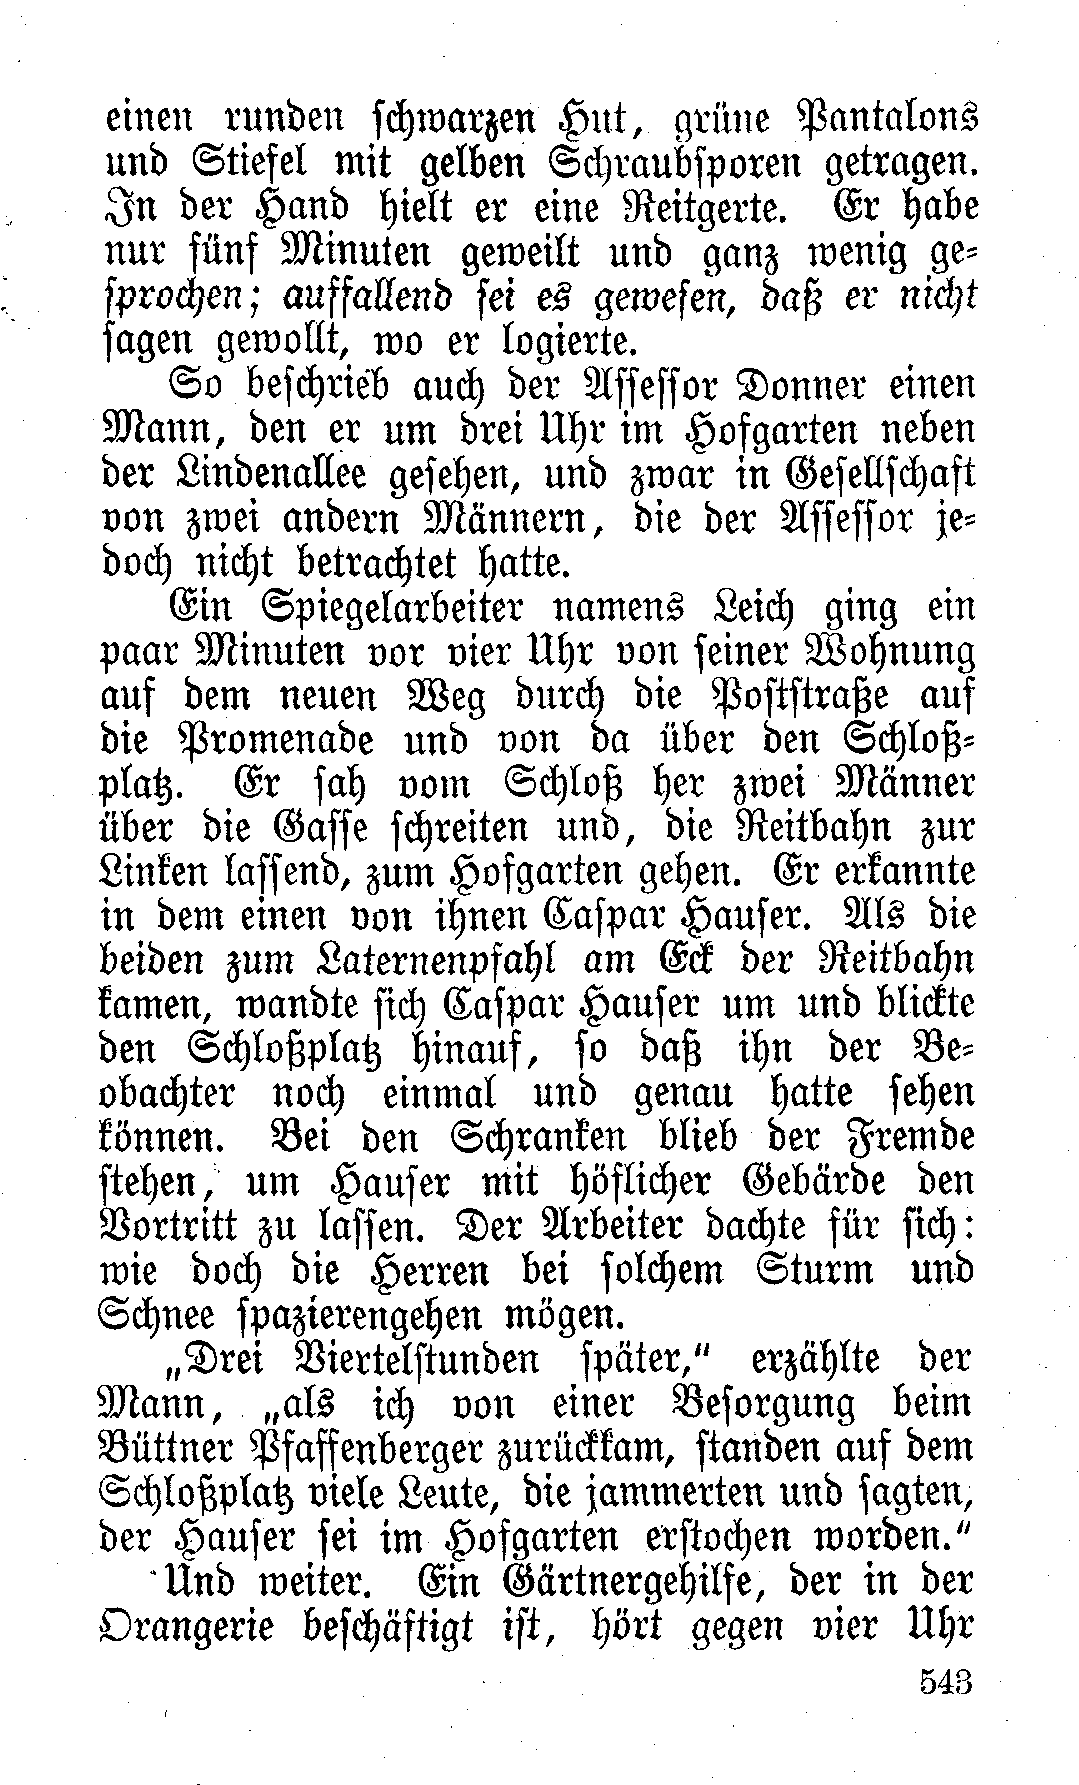 einen runden schwarzen Hut, grüne Pantalons
und Stiefel mit gelben Schraubsporen getragen.
In der Hand hielt er eine Reitgerte. Er habe
nur fünf Minuten geweilt und ganz wenig ge-
sprochen; auffallend sei es gewesen, daß er nicht
sagen gewollt, wo er logierte.
So beschrieb auch der Assessor Donner einen
Mann, den er um drei Uhr im Hofgarten neben
der Lindenallee gesehen, und zwar in Gesellschaft
von zwei andern Männern, die der Assessor je-
doch nicht betrachtet hatte.
Ein Spiegelarbeiter namens Leich ging ein
paar Minuten vor vier Uhr von seiner Wohnung
auf dem neuen Weg durch die Poststraße auf
die Promenade und von da über den Schloß-
platz. Er sah vom Schloß her zwei Männer
über die Gasse schreiten und, die Reitbahn zur
Linken lassend, zum Hofgarten gehen. Er erkannte
in dem einen von ihnen Caspar Hauser. Als die
beiden zum Laternenpfahl am Eck der Reitbahn
kamen, wandte sich Caspar Hauser um und blickte
den Schloßplatz hinauf, so daß ihn der Be-
obachter noch einmal und genau hatte sehen
können. Bei den Schranken blieb der Fremde
stehen, um Hauser mit höflicher Gebärde den
Vortritt zu lassen. Der Arbeiter dachte für sich:
wie doch die Herren bei solchem Sturm und
Schnee spazierengehen mögen.
„Drei Viertelstunden später,“ erzählte der
Mann, „als ich von einer Besorgung beim
Büttner Pfaffenberger zurückkam, standen auf dem
Schloßplatz viele Leute, die jammerten und sagten,
der Hauser sei im Hofgarten erstochen worden.“
Und weiter. Ein Gärtnergehilfe, der in der
Orangerie beschäftigt ist, hört gegen vier Uhr
543